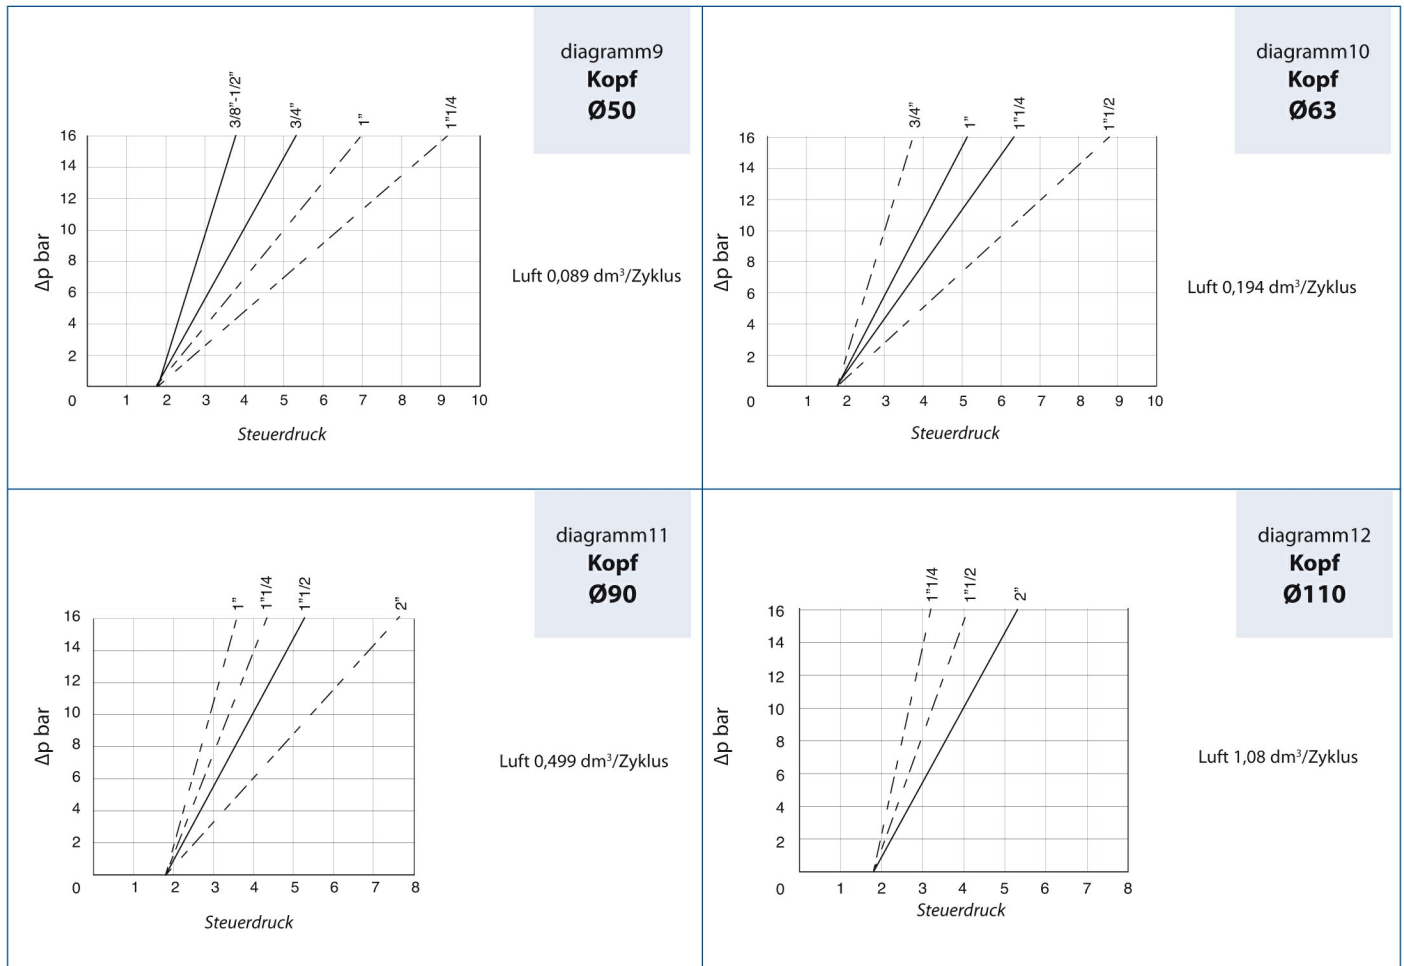 diagramm9
Kopf
Ø50
3/8”-1/2”
3/4”
1”
1”1/4
16
14
12
10
8
6
4
2
0 1 2 3 4 5 6 7 8 9 10
Δp bar
Steuerdruck
Luft 0,089 dm³/Zyklus
diagramm10
Kopf
Ø63
3/4”
1”
1”1/4
1”1/2
16
14
12
10
8
6
4
2
0 1 2 3 4 5 6 7 8 9 10
Δp bar
Steuerdruck
Luft 0,194 dm³/Zyklus
diagramm11
Kopf
Ø90
1”
1”1/4
1”1/2
2”
16
14
12
10
8
6
4
2
0 1 2 3 4 5 6 7 8
Δp bar
Steuerdruck
Luft 0,499 dm³/Zyklus
diagramm12
Kopf
Ø110
1”1/4
1”1/2
2”
16
14
12
10
8
6
4
2
0 1 2 3 4 5 6 7 8
Δp bar
Steuerdruck
Luft 1,08 dm³/Zyklus